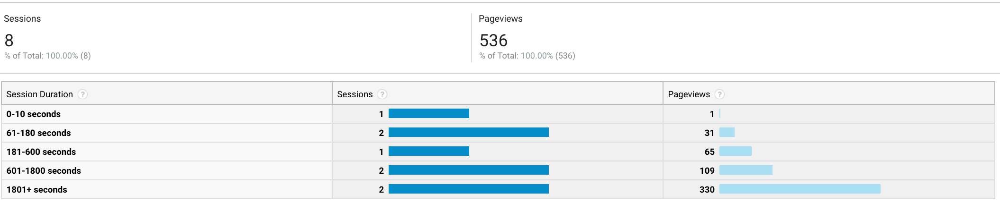 Sessions
Pageviews
8
536
% of Total: 100.00% (8)
% of Total: 100.00% (536)
Session Duration ? Sessions ? Pageviews ?
0-10 seconds 1 1
61-180 seconds 2 31
181-600 seconds 1 65
601-1800 seconds 2 109
1801+ seconds 2 330